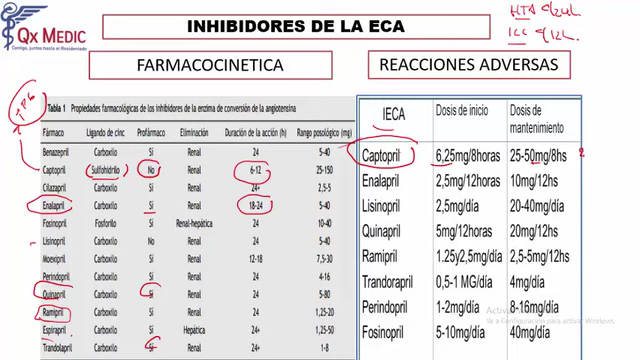 Qx MEDIC
Contigo, juntos hasta el Residentado
INHIBIDORES DE LA ECA
HTA c/24h
ICC c/12h
FARMACOCINETICA
REACCIONES ADVERSAS
Tabla 1 Propiedades farmacológicas de los inhibidores de la enzima de conversión de la angiotensina
Fármaco Ligando de cinc Profármaco Eliminación Duración de la acción (h) Rango posológico (mg)
Benazepril Carboxilo Sí Renal 24 5-40
Captopril Sulfohidrilo No Renal 6-12 25-150
Cilazapril Carboxilo Sí Renal 24+ 2,5-5
Enalapril Carboxilo Sí Renal 18-24 5-40
Fosinopril Fosforilo Sí Renal-hepática 24 10-40
Lisinopril Carboxilo No Renal 24 5-40
Moexipril Carboxilo Sí Renal 12-18 7,5-30
Perindopril Carboxilo Sí Renal 24 4-16
Quinapril Carboxilo Sí Renal 24 5-80
Ramipril Carboxilo Sí Renal 24 1,25-20
Espirapril Carboxilo Sí Hepática 24+ 1,25-50
Trandolapril Carboxilo Sí Renal 24+ 1-8
IECA Dosis de inicio Dosis de mantenimiento
Captopril 6,25mg/8horas 25-50mg/8hs
Enalapril 2,5mg/12horas 10mg/12hs
Lisinopril 2,5mg/día 20-40mg/día
Quinapril 5mg/12horas 20mg/12hs
Ramipril 1.25y2,5mg/día 2,5-5mg/12hs
Trandorapril 0,5-1 MG/día 4mg/día
Perindopril 1-2mg/día 8-16mg/día
Fosinopril 5-10mg/día 40mg/día
Ve a Configuración para activar Windows.